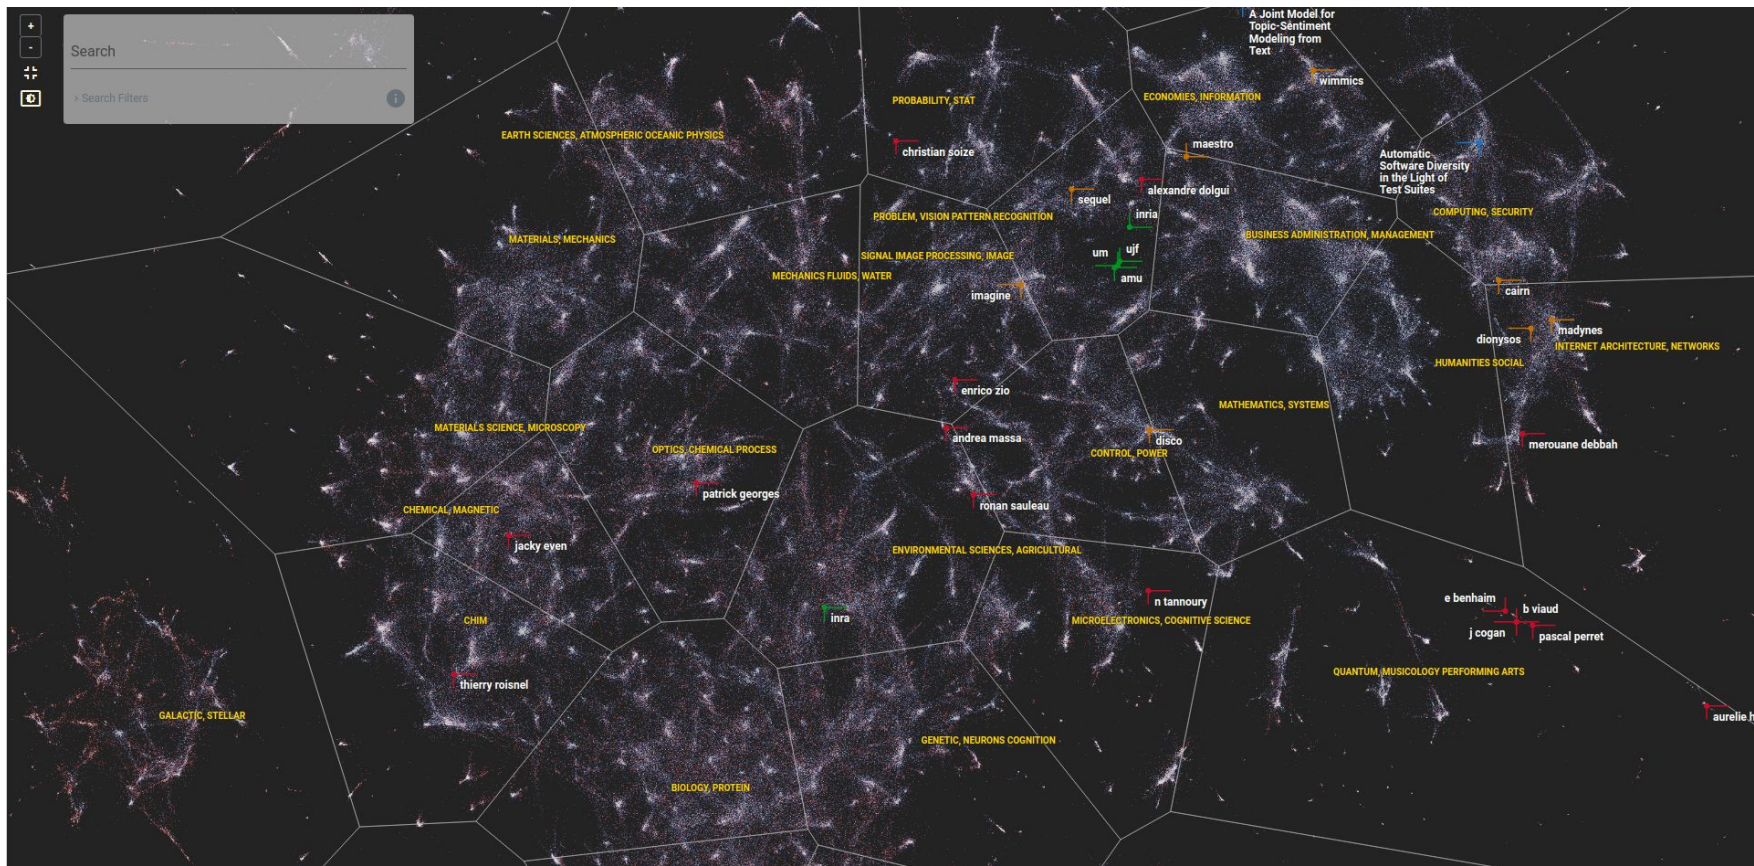 +
-
Search
› Search Filters
i
A Joint Model for
Topic-Sentiment
Modeling from
Text
wimmics
ECONOMIES, INFORMATION
PROBABILITY, STAT
EARTH SCIENCES, ATMOSPHERIC OCEANIC PHYSICS
christian soize
maestro
Automatic
Software Diversity
in the Light of
Test Suites
alexandre dolgui
sequel
COMPUTING, SECURITY
inria
PROBLEM, VISION PATTERN RECOGNITION
BUSINESS ADMINISTRATION, MANAGEMENT
MATERIALS, MECHANICS
um
ujf
SIGNAL IMAGE PROCESSING, IMAGE
MECHANICS FLUIDS, WATER
amu
imagine
cairn
madynes
dionysos
INTERNET ARCHITECTURE, NETWORKS
HUMANITIES SOCIAL
enrico zio
MATHEMATICS, SYSTEMS
MATERIALS SCIENCE, MICROSCOPY
andrea massa
disco
merouane debbah
OPTICS, CHEMICAL PROCESS
CONTROL, POWER
patrick georges
ronan sauleau
CHEMICAL, MAGNETIC
jacky even
ENVIRONMENTAL SCIENCES, AGRICULTURAL
n tannoury
e benhaim
b viaud
inra
CHIM
MICROELECTRONICS, COGNITIVE SCIENCE
j cogan
pascal perret
QUANTUM, MUSICOLOGY PERFORMING ARTS
thierry roisnel
GALACTIC, STELLAR
aurelie h
GENETIC, NEURONS COGNITION
BIOLOGY, PROTEIN